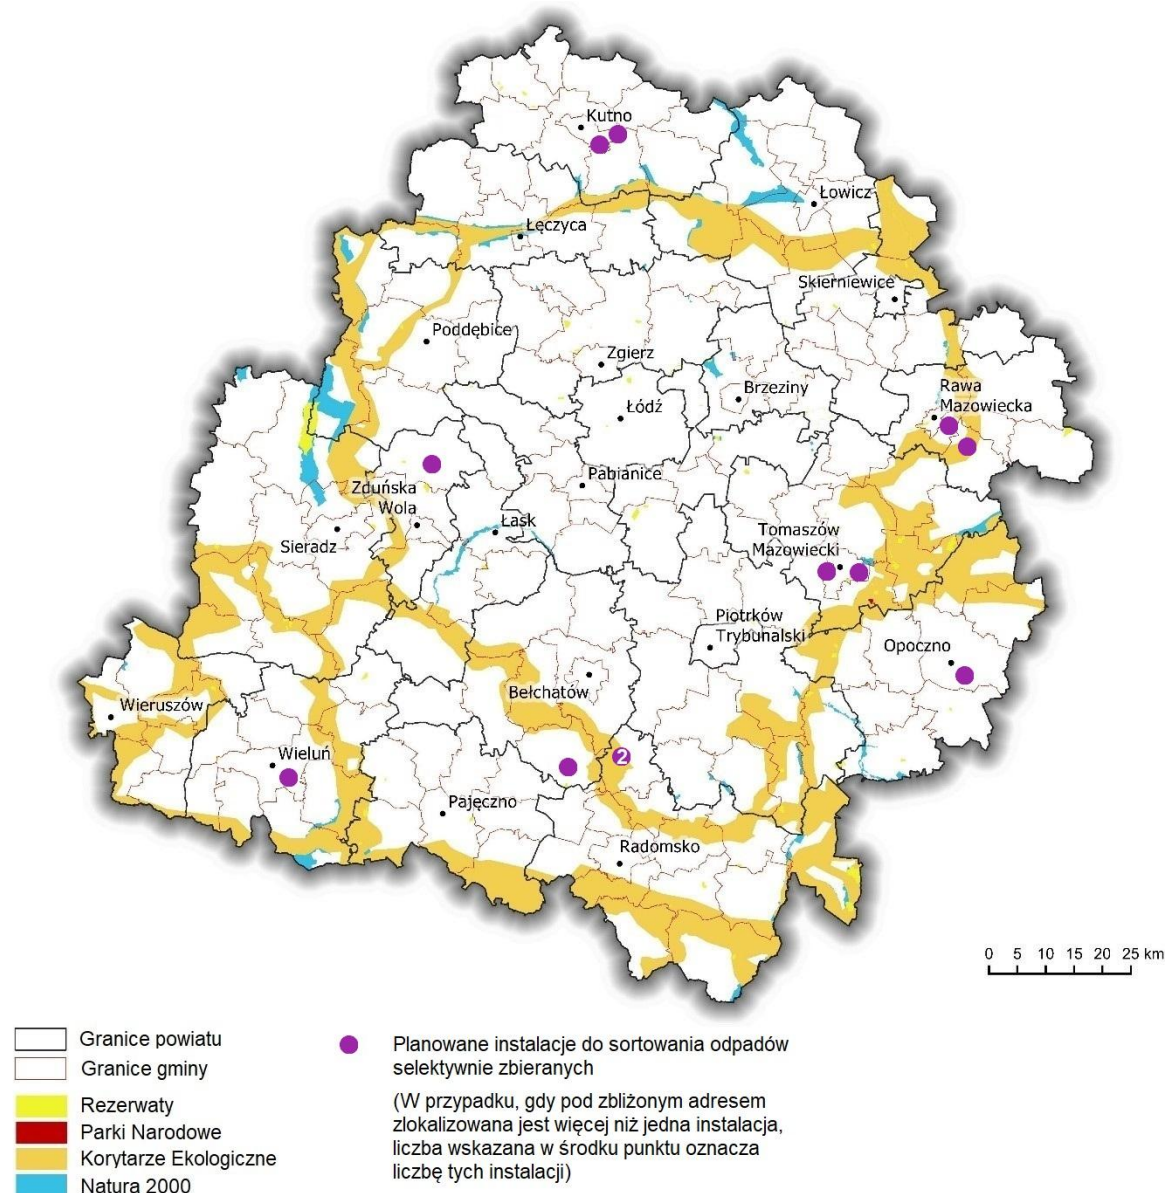 Kutno
Łowicz
Łęczyca
Skierniewice
Poddębice
Zgierz
Rawa
Mazowiecka
Brzeziny
Łódź
Pabianice
Zduńska
Wola
Łask
Tomaszów
Mazowiecki
Sieradz
Piotrków
Trybunalski
Opoczno
Bełchatów
Wieruszów
Wieluń
2
Pajęczno
Radomsko
0 5 10 15 20 25 km
Granice powiatu
Granice gminy
Rezerwaty
Parki Narodowe
Korytarze Ekologiczne
Natura 2000
Planowane instalacje do sortowania odpadów
selektywnie zbieranych
(W przypadku, gdy pod zbliżonym adresem
zlokalizowana jest więcej niż jedna instalacja,
liczba wskazana w środku punktu oznacza
liczbę tych instalacji)